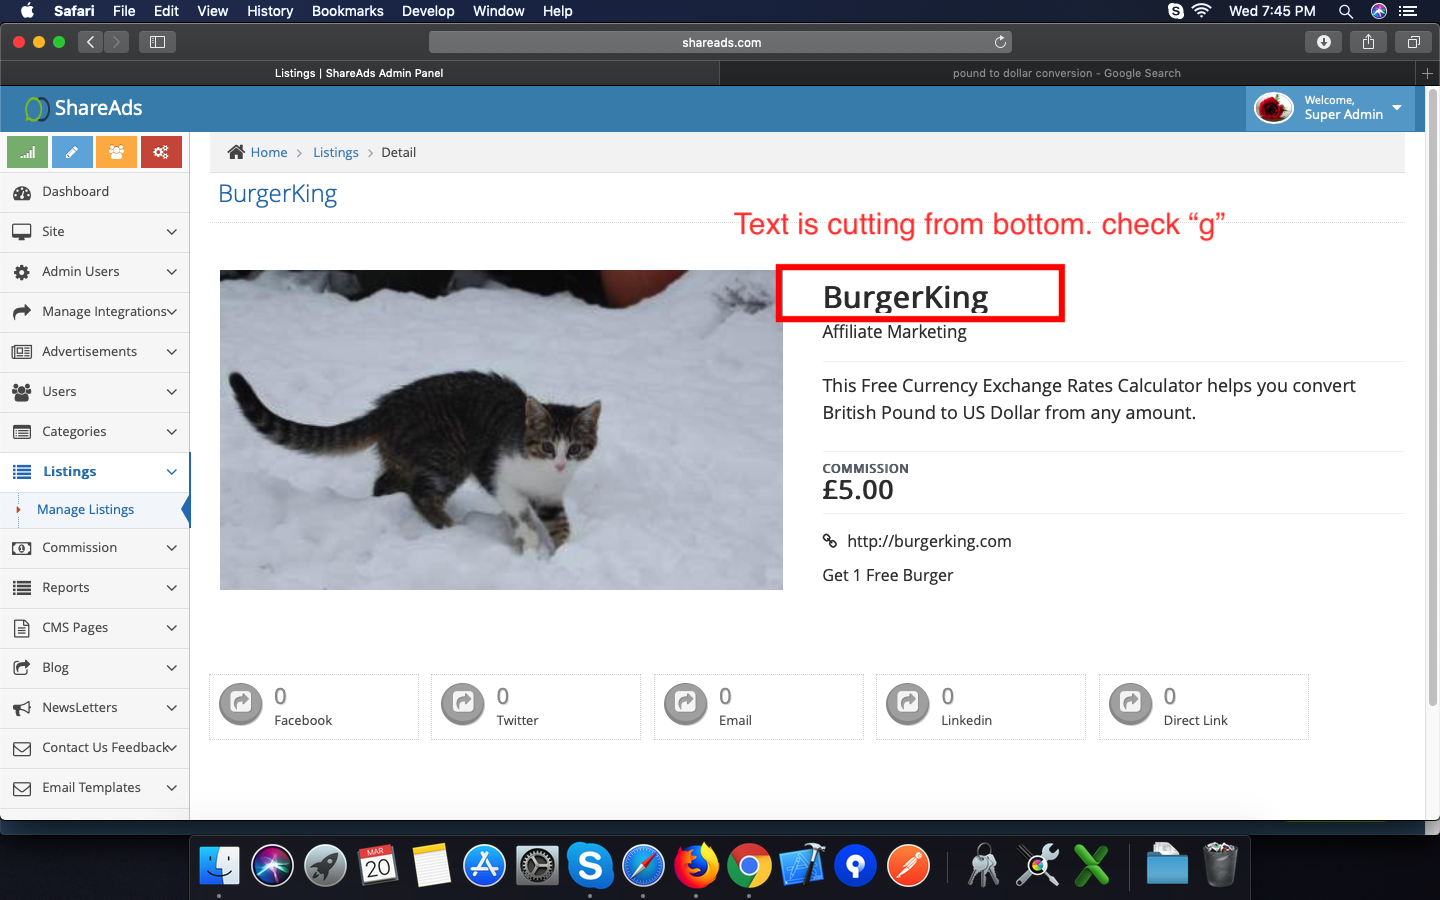 Safari File Edit View History Bookmarks Develop Window Help Wed 7:45 PM
shareads.com
Listings | ShareAds Admin Panel
pound to dollar conversion - Google Search
ShareAds
Welcome,
Super Admin
Home > Listings > Detail
BurgerKing
Text is cutting from bottom. check “g”
Dashboard
Site
Admin Users
Manage Integrations
Advertisements
Users
Categories
Listings
Manage Listings
Commission
Reports
CMS Pages
Blog
NewsLetters
Contact Us Feedback
Email Templates
BurgerKing
Affiliate Marketing
This Free Currency Exchange Rates Calculator helps you convert
British Pound to US Dollar from any amount.
COMMISSION
£5.00
http://burgerking.com
Get 1 Free Burger
0
Facebook
0
Twitter
0
Email
0
Linkedin
0
Direct Link
MAR
20